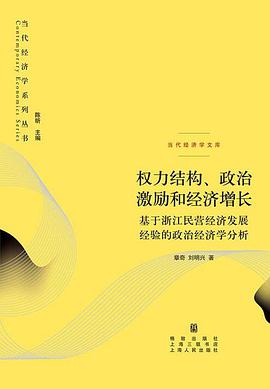 当代经济学系列丛书
Contemporary Economics Series
陈昕 主编
当代经济学文库
权力结构、政治
激励和经济增长
基于浙江民营经济发展
经验的政治经济学分析
章奇 刘明兴 著
格致出版社
上海三联书店
上海人民出版社